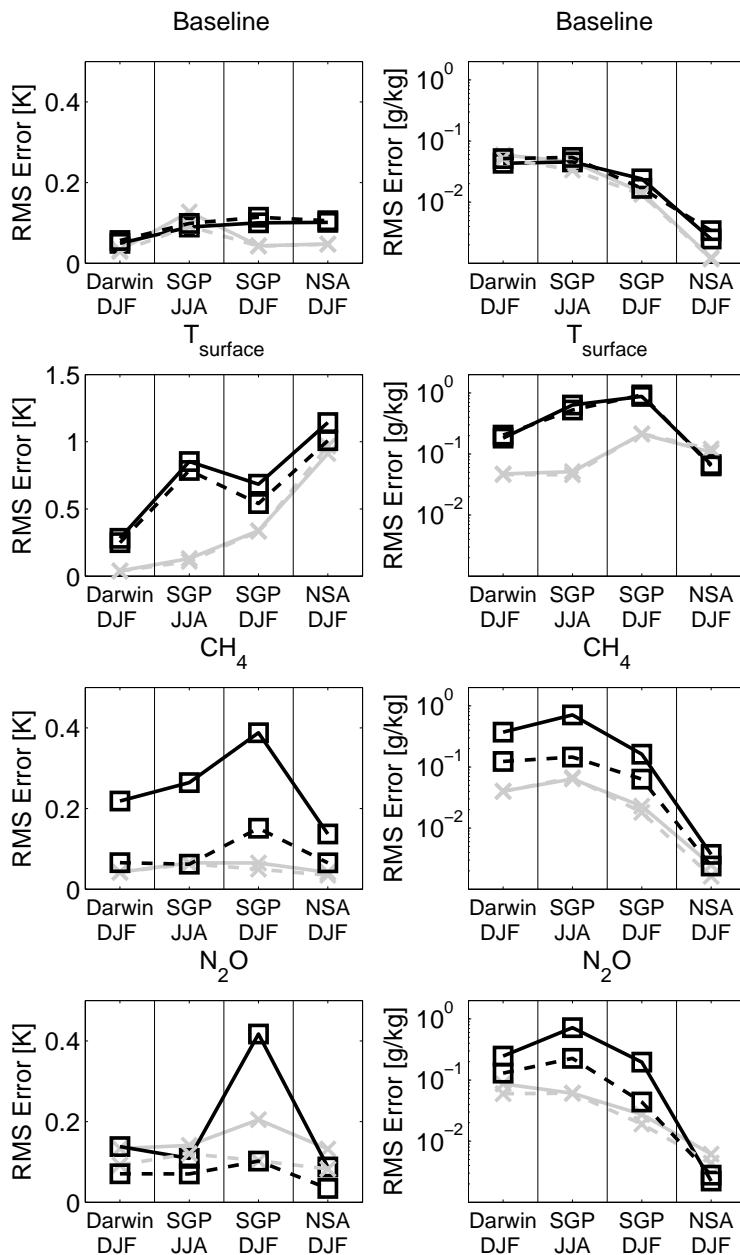 Baseline
Baseline
RMS Error [K]
0.4
0.2
0
Darwin SGP SGP NSA
DJF JJA DJF DJF
RMS Error [g/kg]
10^0
10^-1
10^-2
Darwin SGP SGP NSA
DJF JJA DJF DJF
T_surface
T_surface
RMS Error [K]
1.5
1
0.5
0
Darwin SGP SGP NSA
DJF JJA DJF DJF
RMS Error [g/kg]
10^0
10^-1
10^-2
Darwin SGP SGP NSA
DJF JJA DJF DJF
CH_4
CH_4
RMS Error [K]
0.4
0.2
0
Darwin SGP SGP NSA
DJF JJA DJF DJF
RMS Error [g/kg]
10^0
10^-1
10^-2
Darwin SGP SGP NSA
DJF JJA DJF DJF
N_2O
N_2O
RMS Error [K]
0.4
0.2
0
Darwin SGP SGP NSA
DJF JJA DJF DJF
RMS Error [g/kg]
10^0
10^-1
10^-2
Darwin SGP SGP NSA
DJF JJA DJF DJF